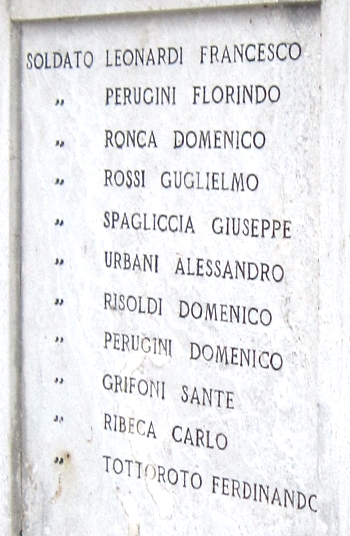 SOLDATO LEONARDI FRANCESCO
„ PERUGINI FLORINDO
„ RONCA DOMENICO
„ ROSSI GUGLIELMO
„ SPAGLICCIA GIUSEPPE
„ URBANI ALESSANDRO
„ RISOLDI DOMENICO
„ PERUGINI DOMENICO
„ GRIFONI SANTE
„ RIBECA CARLO
„ TOTTOROTO FERDINANDO